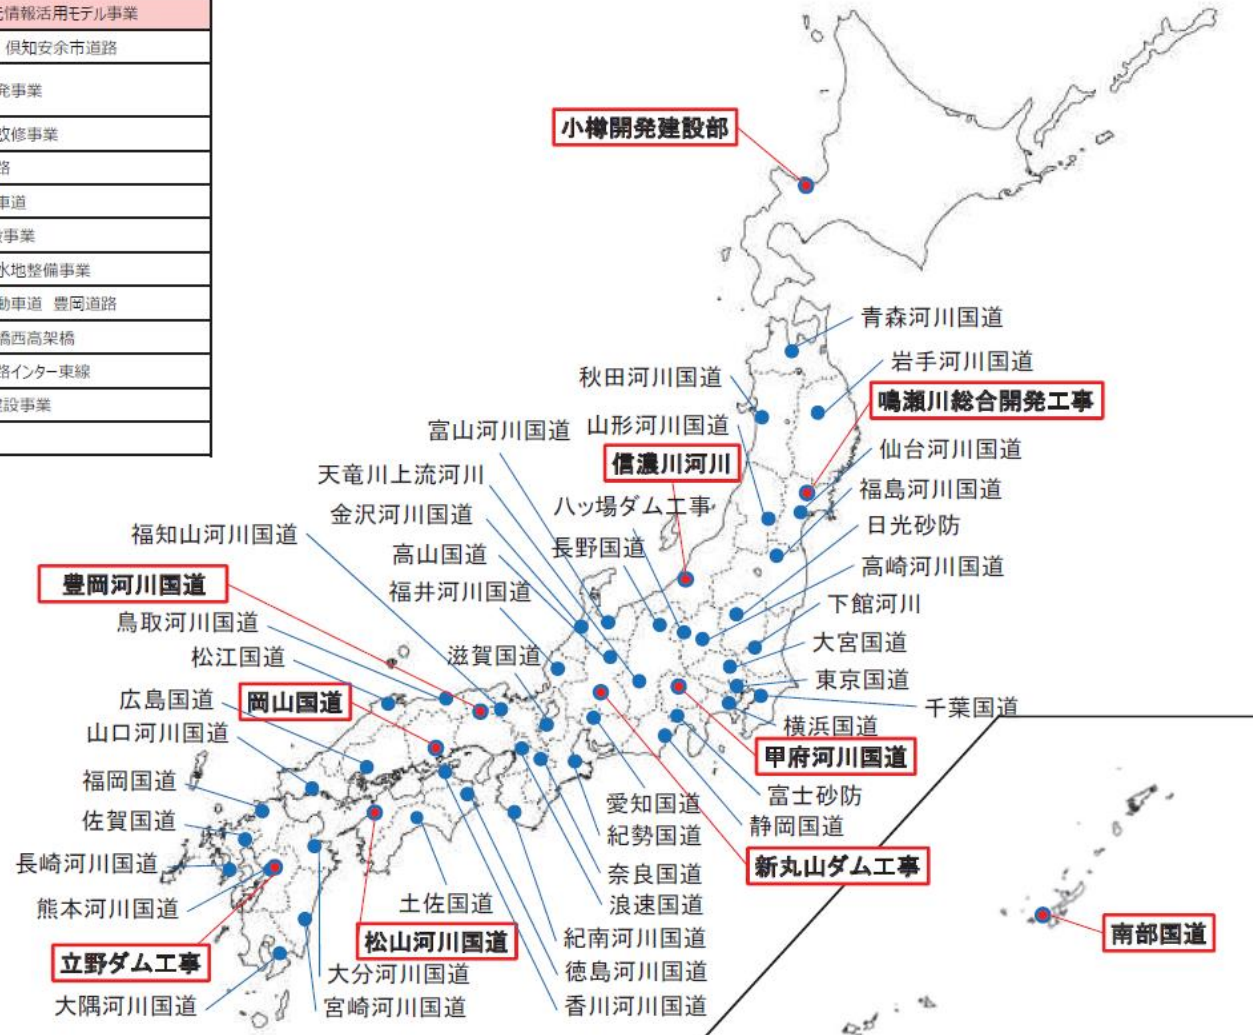 元情報活用モデル事業
倶知安余市道路
発事業
改修事業
路
車道
事業
水地整備事業
動車道 豊岡道路
橋西高架橋
路インター東線
設事業
小樽開発建設部
青森河川国道
岩手河川国道
秋田河川国道
鳴瀬川総合開発工事
富山河川国道
山形河川国道
仙台河川国道
信濃川河川
天竜川上流河川
福島河川国道
八ッ場ダム工事
金沢河川国道
日光砂防
福知山河川国道
長野国道
高山国道
高崎河川国道
豊岡河川国道
福井河川国道
下館河川
鳥取河川国道
大宮国道
松江国道
滋賀国道
東京国道
広島国道
岡山国道
千葉国道
山口河川国道
横浜国道
甲府河川国道
福岡国道
富士砂防
愛知国道
佐賀国道
静岡国道
紀勢国道
長崎河川国道
新丸山ダム工事
奈良国道
熊本河川国道
土佐国道
浪速国道
松山河川国道
紀南河川国道
南部国道
立野ダム工事
大分河川国道
徳島河川国道
大隅河川国道
宮崎河川国道
香川河川国道